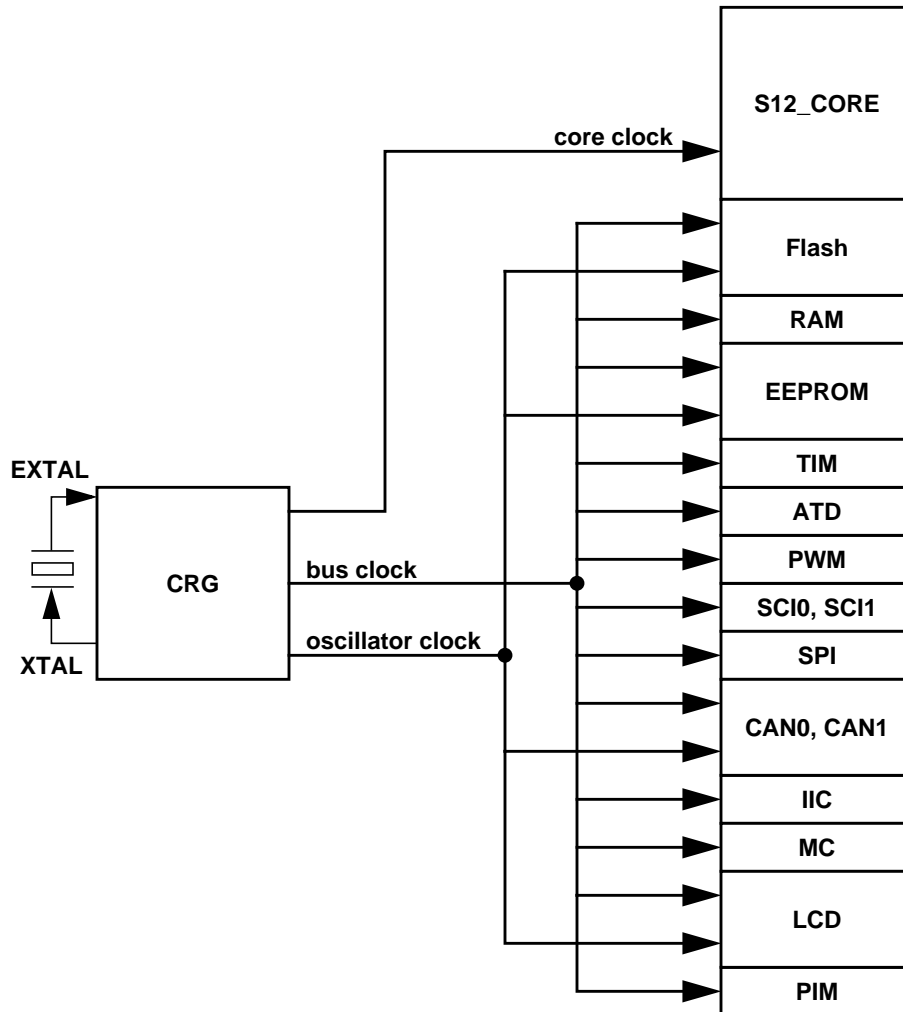 S12_CORE
core clock
Flash
RAM
EEPROM
EXTAL
TIM
ATD
PWM
CRG
bus clock
SCI0, SCI1
oscillator clock
XTAL
SPI
CAN0, CAN1
IIC
MC
LCD
PIM